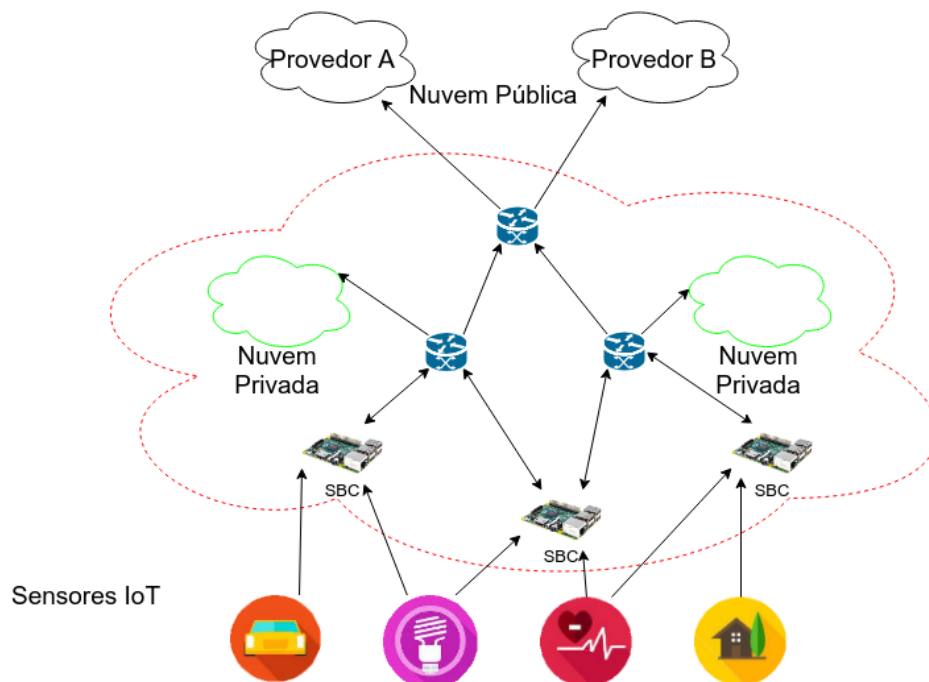 Provedor A
Provedor B
Nuvem Pública
Nuvem
Privada
Nuvem
Privada
SBC
SBC
SBC
Sensores IoT